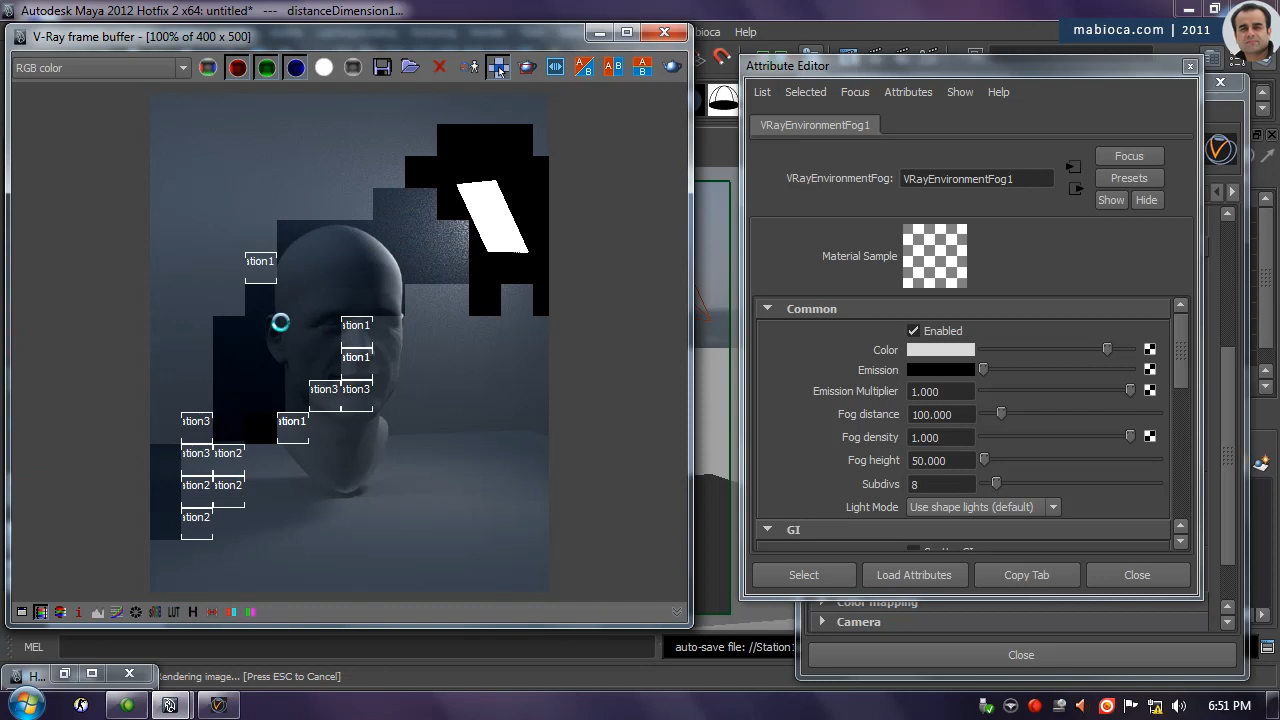 Autodesk Maya 2012 Hotfix 2 x64: untitled* --- distanceDimension1...
mabioca.com | 2011
V-Ray frame buffer - [100% of 400 x 500]
RGB color
Attribute Editor
List Selected Focus Attributes Show Help
VRayEnvironmentFog1
VRayEnvironmentFog: VRayEnvironmentFog1
Focus
Presets
Show Hide
Material Sample
Common
Enabled
Color
Emission
Emission Multiplier 1.000
Fog distance 100.000
Fog density 1.000
Fog height 50.000
Subdivs 8
Light Mode Use shape lights (default)
GI
Select Load Attributes Copy Tab Close
ation1
ation1
ation1
ation3 ation3
ation3 ation1
ation3 ation2
ation2 ation2
ation2
LUT H
Color mapping
Camera
Close
MEL
auto-save file: //Station1
H... endering image... [Press ESC to Cancel]
6:51 PM